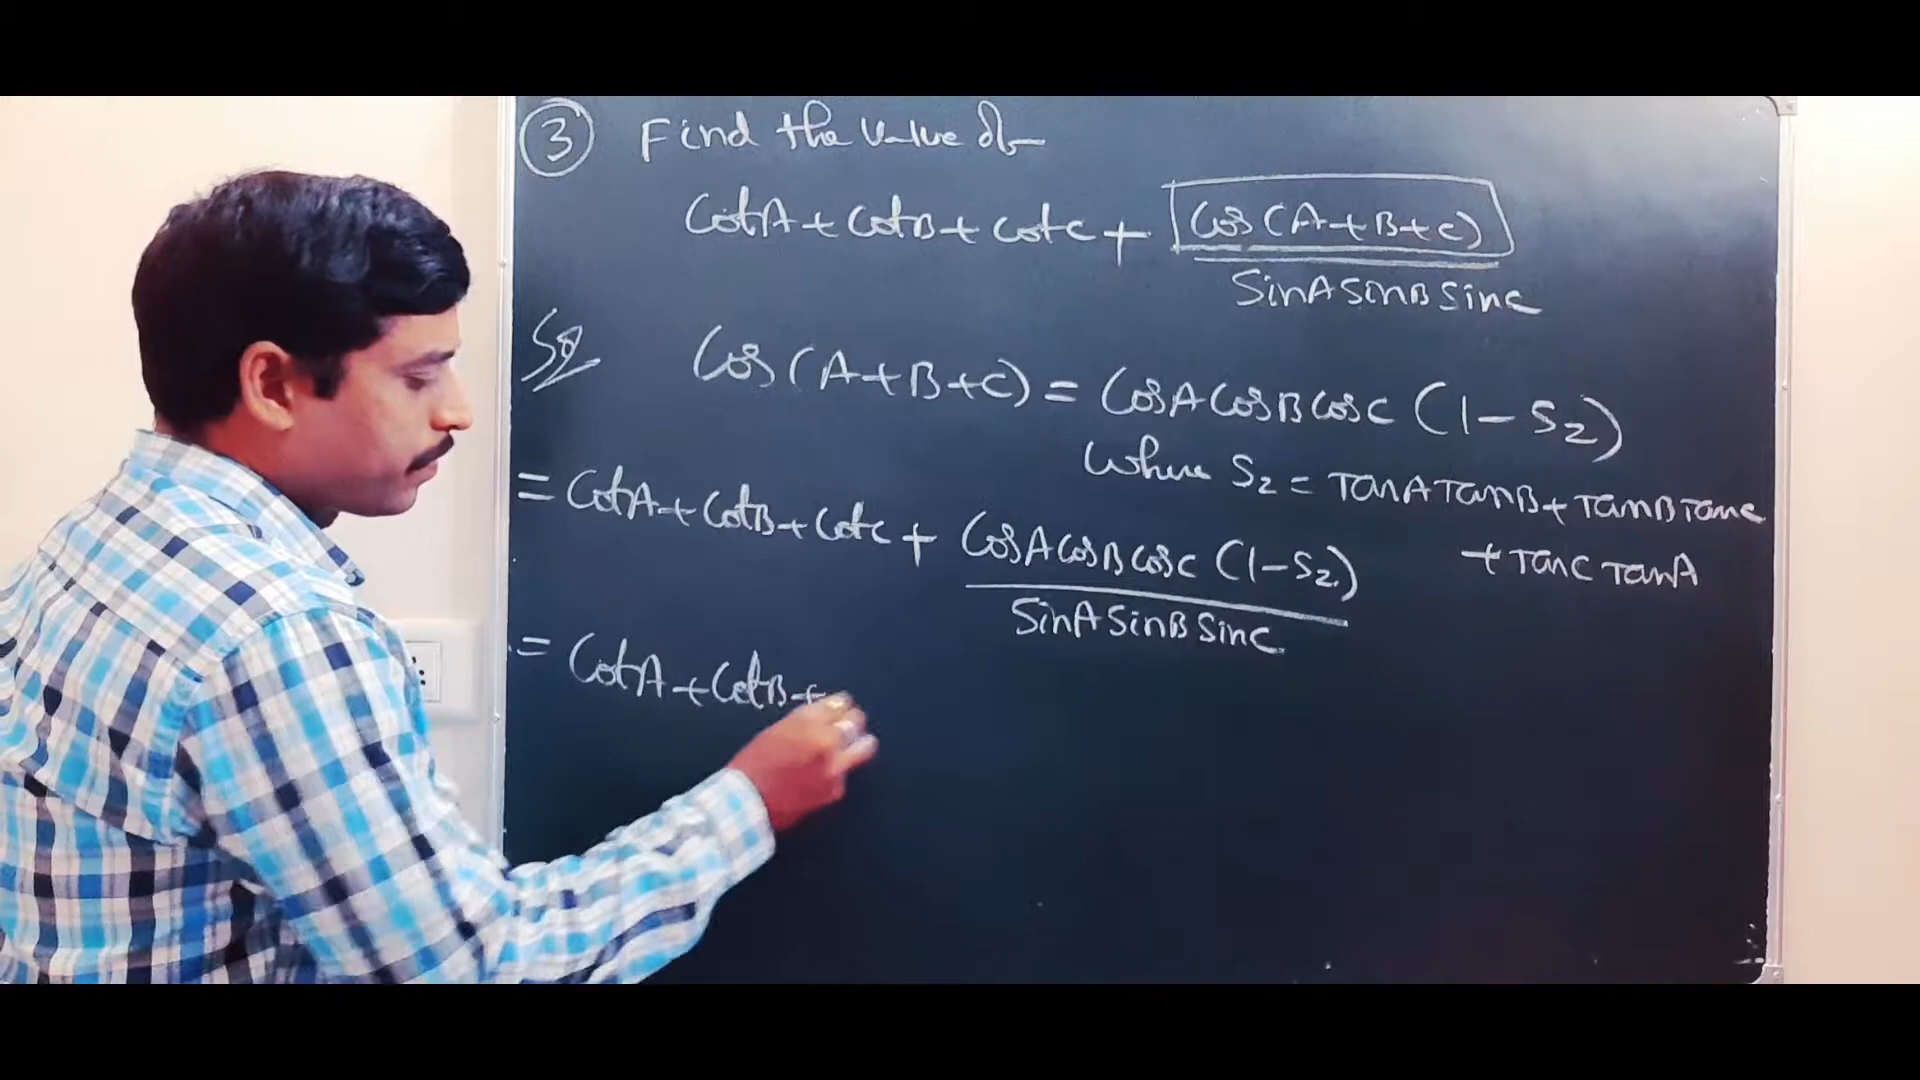 ③ Find the value of
CotA + CotB + CotC + Cos(A+B+C)
SinA SinB SinC
Sol Cos(A+B+C) = CosA CosB CosC (1 - S2)
Where S2 = TanA TanB + TanB TanC
+ TanC TanA
= CotA + CotB + CotC + CosA CosB CosC (1 - S2)
SinA SinB SinC
= CotA + CotB +